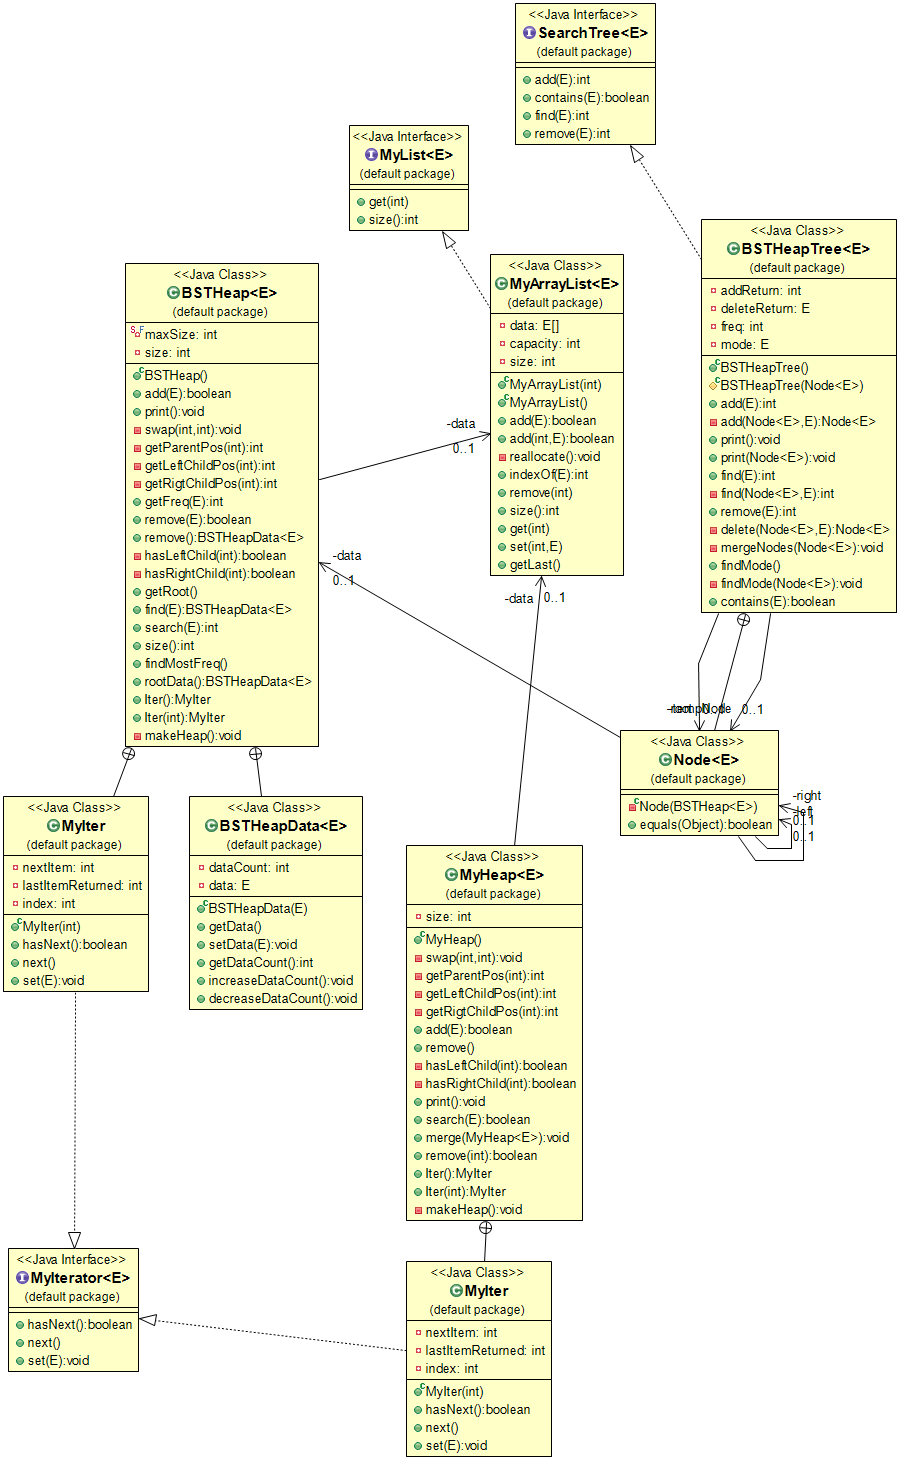 <<Java Interface>>
SearchTree<E>
(default package)
add(E):int
contains(E):boolean
find(E):int
remove(E):int
<<Java Interface>>
MyList<E>
(default package)
get(int)
size():int
<<Java Class>>
BSTHeapTree<E>
(default package)
addReturn: int
deleteReturn: E
freq: int
mode: E
BSTHeapTree()
BSTHeapTree(Node<E>)
add(E):int
add(Node<E>,E):Node<E>
print():void
print(Node<E>):void
find(E):int
find(Node<E>,E):int
remove(E):int
delete(Node<E>,E):Node<E>
mergeNodes(Node<E>):void
findMode()
findMode(Node<E>):void
contains(E):boolean
<<Java Class>>
MyArrayList<E>
(default package)
data: E[]
capacity: int
size: int
MyArrayList(int)
MyArrayList()
add(E):boolean
add(int,E):boolean
reallocate():void
indexOf(E):int
remove(int)
size():int
get(int)
set(int,E)
getLast()
<<Java Class>>
BSTHeap<E>
(default package)
maxSize: int
size: int
BSTHeap()
add(E):boolean
print():void
swap(int,int):void
getParentPos(int):int
getLeftChildPos(int):int
getRigtChildPos(int):int
getFreq(E):int
remove(E):boolean
remove():BSTHeapData<E>
hasLeftChild(int):boolean
hasRightChild(int):boolean
getRoot()
find(E):BSTHeapData<E>
search(E):int
size():int
findMostFreq()
rootData():BSTHeapData<E>
Iter():MyIter
Iter(int):MyIter
makeHeap():void
-data
0..1
-data
0..1
-data
0..1
0..1
<<Java Class>>
Node<E>
(default package)
Node(BSTHeap<E>)
equals(Object):boolean
-right
-left
0..1
0..1
<<Java Class>>
MyIter
(default package)
nextItem: int
lastItemReturned: int
index: int
MyIter(int)
hasNext():boolean
next()
set(E):void
<<Java Class>>
BSTHeapData<E>
(default package)
dataCount: int
data: E
BSTHeapData(E)
getData()
setData(E):void
getDataCount():int
increaseDataCount():void
decreaseDataCount():void
<<Java Class>>
MyHeap<E>
(default package)
size: int
MyHeap()
swap(int,int):void
getParentPos(int):int
getLeftChildPos(int):int
getRigtChildPos(int):int
add(E):boolean
remove()
hasLeftChild(int):boolean
hasRightChild(int):boolean
print():void
search(E):boolean
merge(MyHeap<E>):void
remove(int):boolean
Iter():MyIter
Iter(int):MyIter
makeHeap():void
<<Java Interface>>
MyIterator<E>
(default package)
hasNext():boolean
next()
set(E):void
<<Java Class>>
MyIter
(default package)
nextItem: int
lastItemReturned: int
index: int
MyIter(int)
hasNext():boolean
next()
set(E):void